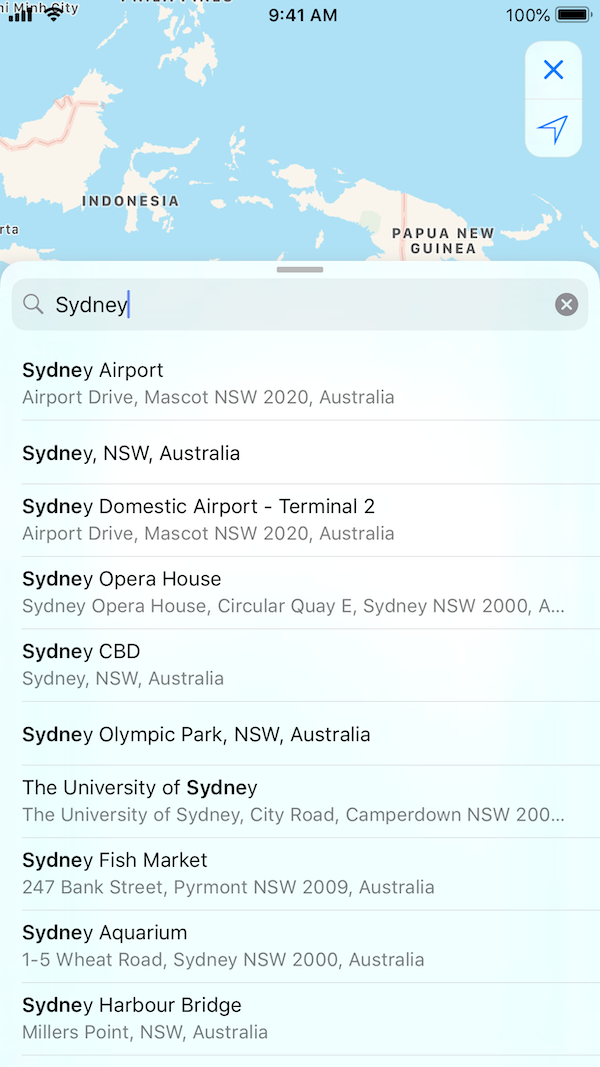 ni Minh City
9:41 AM
100%
INDONESIA
rta
PAPUA NEW
GUINEA
Sydney
Sydney Airport
Airport Drive, Mascot NSW 2020, Australia
Sydney, NSW, Australia
Sydney Domestic Airport - Terminal 2
Airport Drive, Mascot NSW 2020, Australia
Sydney Opera House
Sydney Opera House, Circular Quay E, Sydney NSW 2000, A...
Sydney CBD
Sydney, NSW, Australia
Sydney Olympic Park, NSW, Australia
The University of Sydney
The University of Sydney, City Road, Camperdown NSW 200...
Sydney Fish Market
247 Bank Street, Pyrmont NSW 2009, Australia
Sydney Aquarium
1-5 Wheat Road, Sydney NSW 2000, Australia
Sydney Harbour Bridge
Millers Point, NSW, Australia